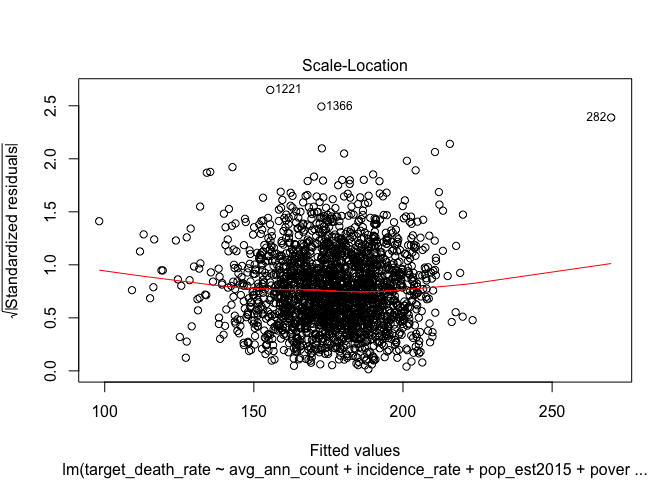 Scale-Location
√|Standardized residuals|
2.5
2.0
1.5
1.0
0.5
0.0
1221
1366
282
100 150 200 250
Fitted values
lm(target_death_rate ~ avg_ann_count + incidence_rate + pop_est2015 + pover ...